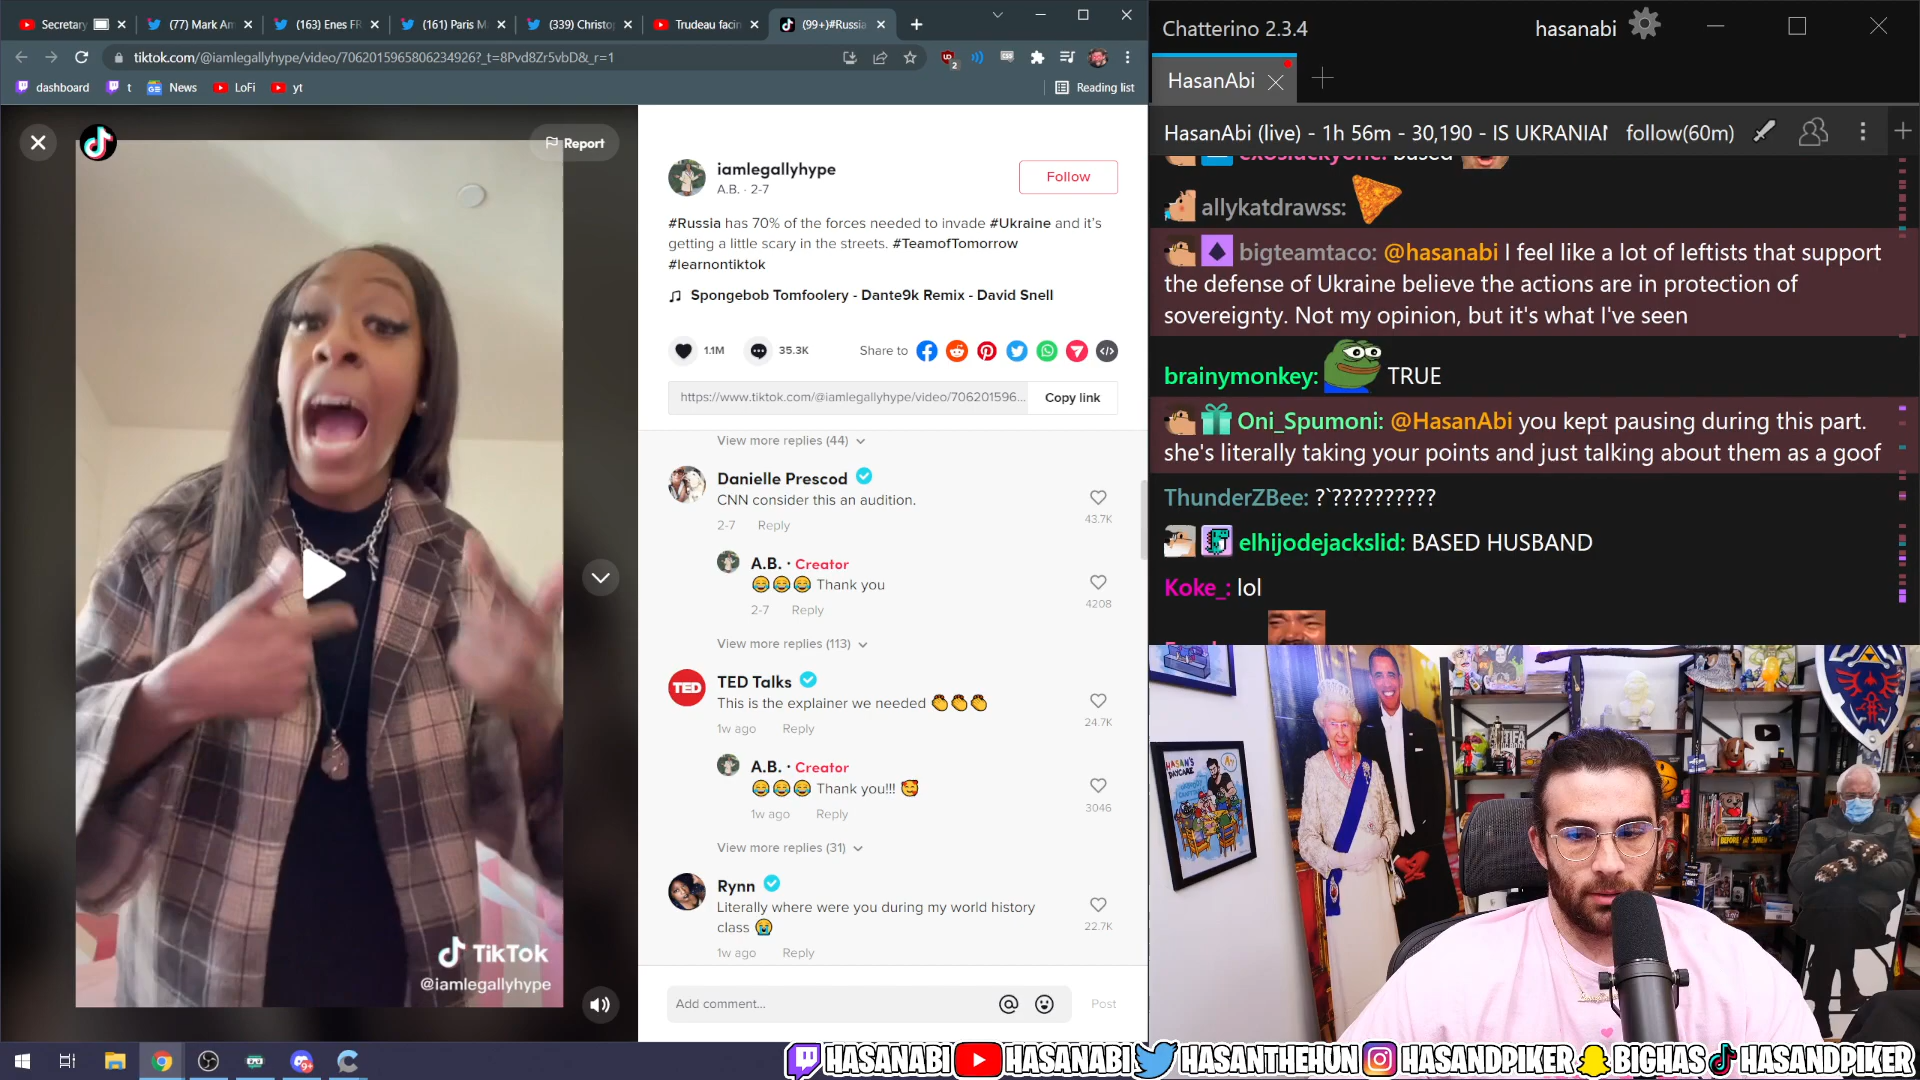 Secretary
(77) Mark Am
(163) Enes FR
(161) Paris M
(339) Christo
Trudeau facin
(99+)#Russia
tiktok.com/@iamlegallyhype/video/7062015965806234926?_t=8Pvd8Zr5vbD&_r=1
dashboard
t
News
LoFi
yt
Reading list
Report
TikTok
@iamlegallyhype
iamlegallyhype
A.B. · 2-7
Follow
#Russia has 70% of the forces needed to invade #Ukraine and it's
getting a little scary in the streets. #TeamofTomorrow
#learnontiktok
Spongebob Tomfoolery - Dante9k Remix - David Snell
1.1M
35.3K
Share to
https://www.tiktok.com/@iamlegallyhype/video/706201596...
Copy link
View more replies (44)
Danielle Prescod
CNN consider this an audition.
2-7 Reply
43.7K
A.B. · Creator
😂😂😂 Thank you
2-7 Reply
4208
View more replies (113)
TED
TED Talks
This is the explainer we needed 👏👏👏
1w ago Reply
24.7K
A.B. · Creator
😂😂😂 Thank you!!! 🥰
1w ago Reply
3046
View more replies (31)
Rynn
Literally where were you during my world history
class 😭
1w ago Reply
22.7K
Add comment...
Post
Chatterino 2.3.4
hasanabi
HasanAbi
HasanAbi (live) - 1h 56m - 30,190 - IS UKRANIAN
follow(60m)
exosluckyone: based
allykatdrawss:
bigteamtaco: @hasanabi I feel like a lot of leftists that support
the defense of Ukraine believe the actions are in protection of
sovereignty. Not my opinion, but it's what I've seen
brainymonkey: TRUE
Oni_Spumoni: @HasanAbi you kept pausing during this part.
she's literally taking your points and just talking about them as a goof
ThunderZBee: ?`??????????
elhijodejackslid: BASED HUSBAND
Koke_: lol
HASAN'S
DAYCARE
HASANABI
HASANABI
HASANTHEHUN
HASANDPIKER
BIGHAS
HASANDPIKER